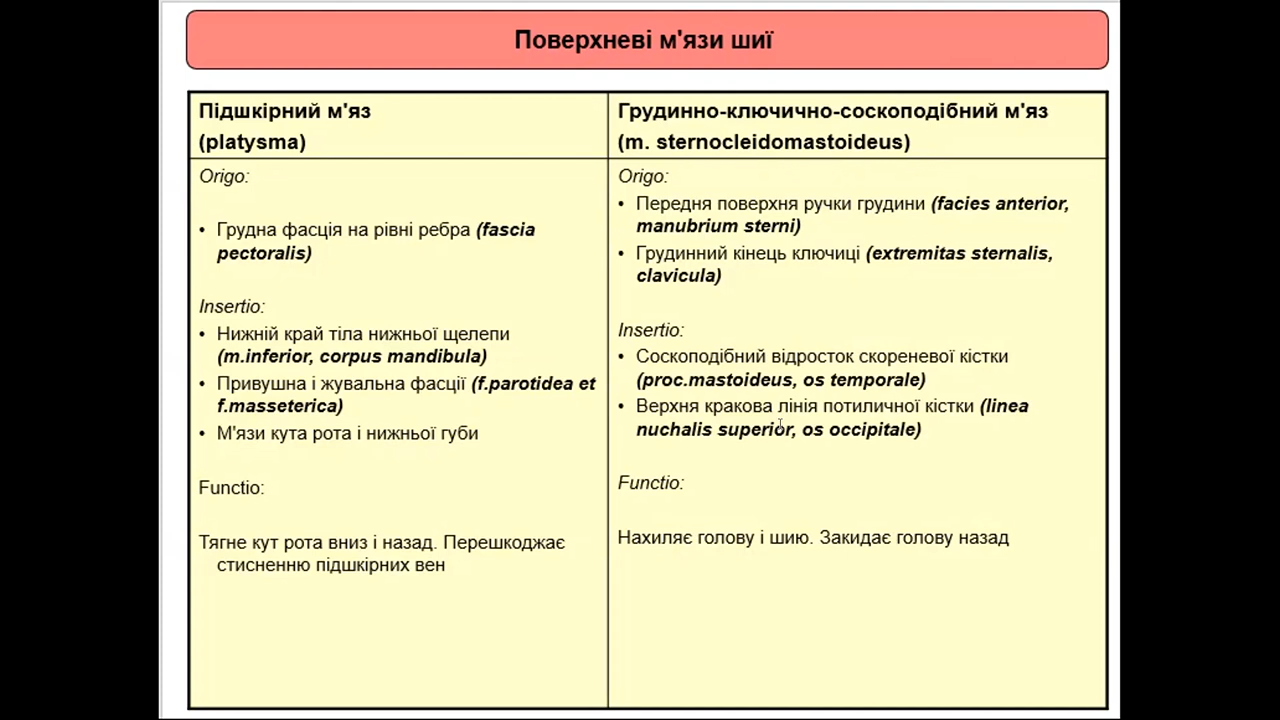 Поверхневі м'язи шиї
Підшкірний м'яз
(platysma)
Origo:
• Грудна фасція на рівні ребра (fascia
pectoralis)
Insertio:
• Нижній край тіла нижньої щелепи
(m.inferior, corpus mandibula)
• Привушна і жувальна фасції (f.parotidea et
f.masseterica)
• М'язи кута рота і нижньої губи
Functio:
Тягне кут рота вниз і назад. Перешкоджає
стисненню підшкірних вен
Грудинно-ключично-соскоподібний м'яз
(m. sternocleidomastoideus)
Origo:
• Передня поверхня ручки грудини (facies anterior,
manubrium sterni)
• Грудинний кінець ключиці (extremitas sternalis,
clavicula)
Insertio:
• Соскоподібний відросток скореневої кістки
(proc.mastoideus, os temporale)
• Верхня кракова лінія потиличної кістки (linea
nuchalis superior, os occipitale)
Functio:
Нахиляє голову і шию. Закидає голову назад